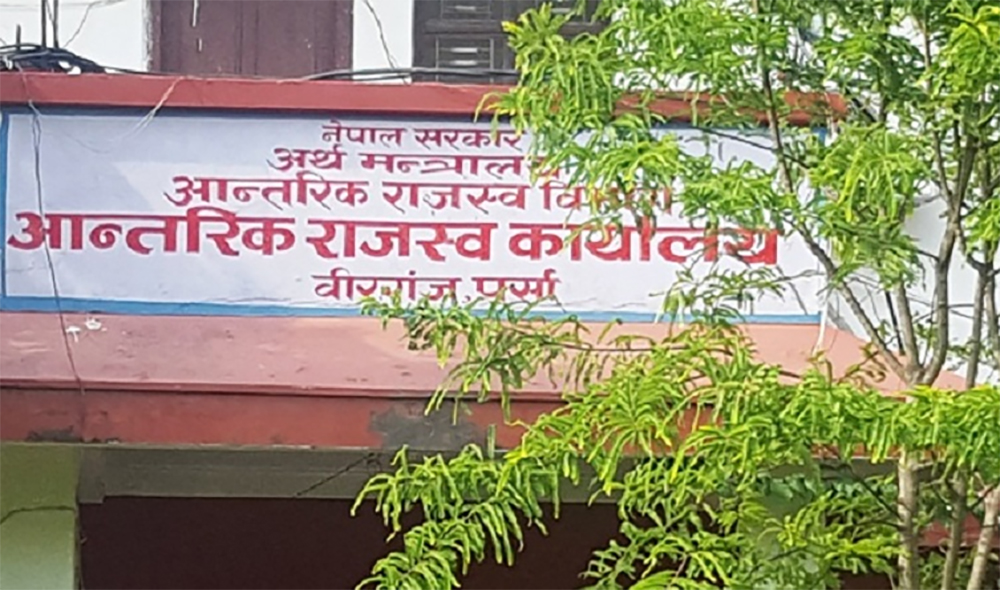 नेपाल सरकार
अर्थ मन्त्रालय
आन्तरिक राजस्व विभाग
आन्तरिक राजस्व कार्यालय
वीरगंज, पर्सा